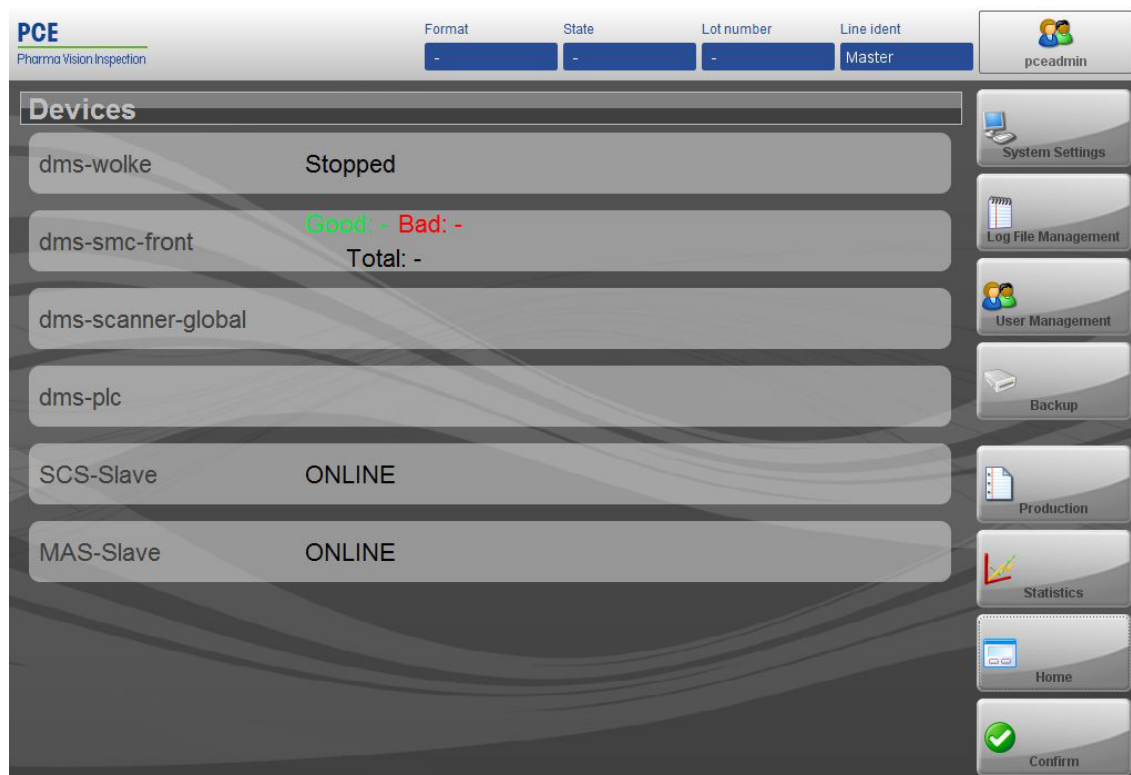 PCE
Pharma Vision Inspection
Format
-
State
-
Lot number
-
Line ident
Master
pceadmin
Devices
dms-wolke Stopped
dms-smc-front Good: - Bad: -
Total: -
dms-scanner-global
dms-plc
SCS-Slave ONLINE
MAS-Slave ONLINE
System Settings
Log File Management
User Management
Backup
Production
Statistics
Home
Confirm